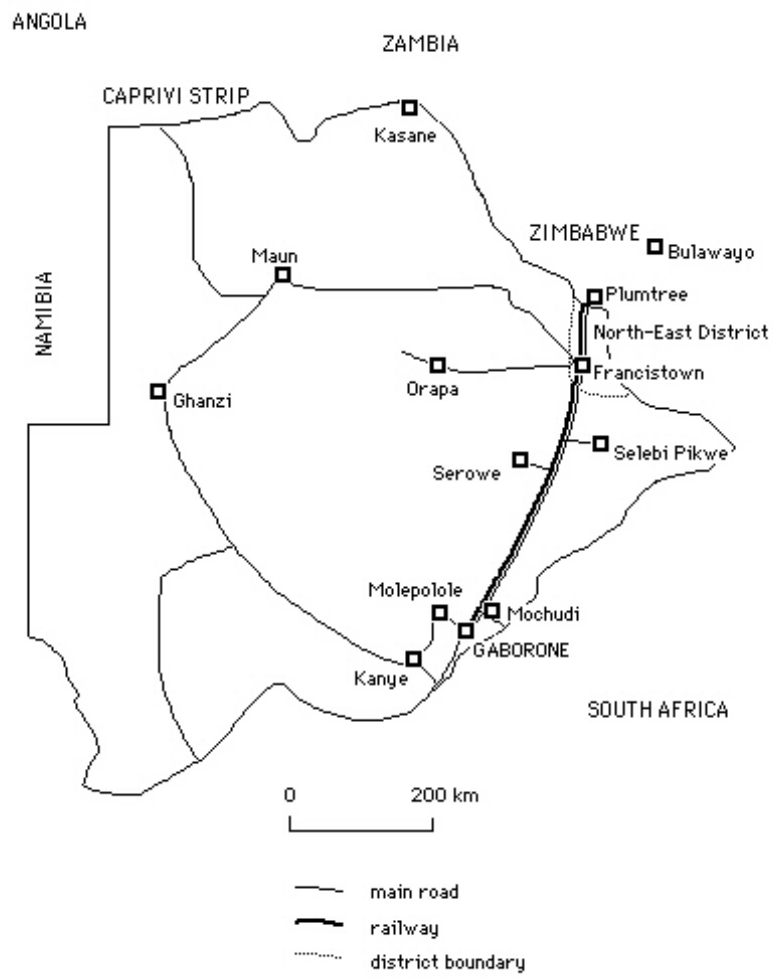 ANGOLA
ZAMBIA
CAPRIVI STRIP
Kasane
ZIMBABWE
Bulawayo
Maun
Plumtree
NAMIBIA
North-East District
Francistown
Orapa
Ghanzi
Selebi Pikwe
Serowe
Molepolole
Mochudi
GABORONE
Kanye
SOUTH AFRICA
0 200 km
main road
railway
district boundary